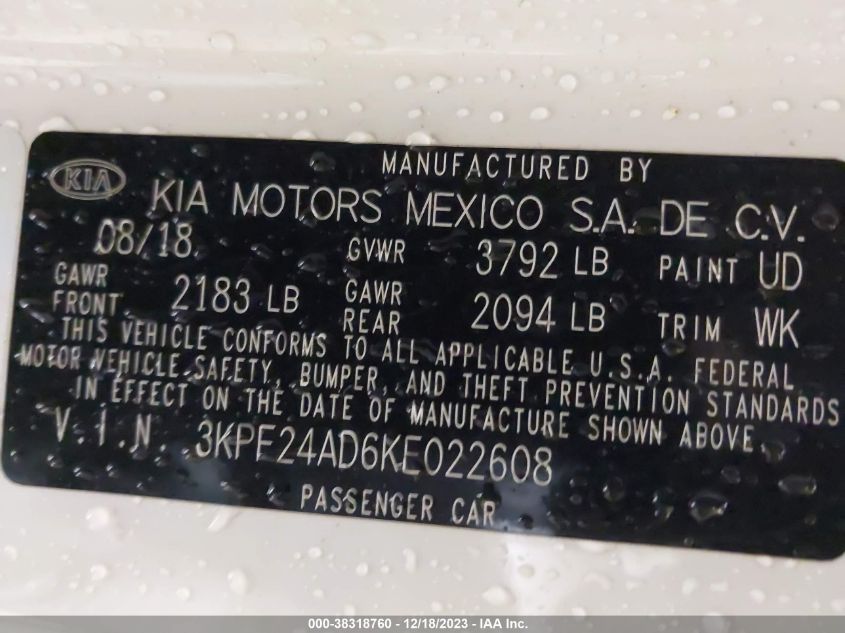 MANUFACTURED BY
KIA KIA MOTORS MEXICO S.A. DE C.V.
08/18 GVWR 3792 LB PAINT UD
GAWR FRONT 2183 LB GAWR REAR 2094 LB TRIM WK
THIS VEHICLE CONFORMS TO ALL APPLICABLE U.S.A. FEDERAL
MOTOR VEHICLE SAFETY, BUMPER, AND THEFT PREVENTION STANDARDS
IN EFFECT ON THE DATE OF MANUFACTURE SHOWN ABOVE.
V.I.N 3KPF24AD6KE022608
PASSENGER CAR
000-38318760 - 12/18/2023 - IAA Inc.